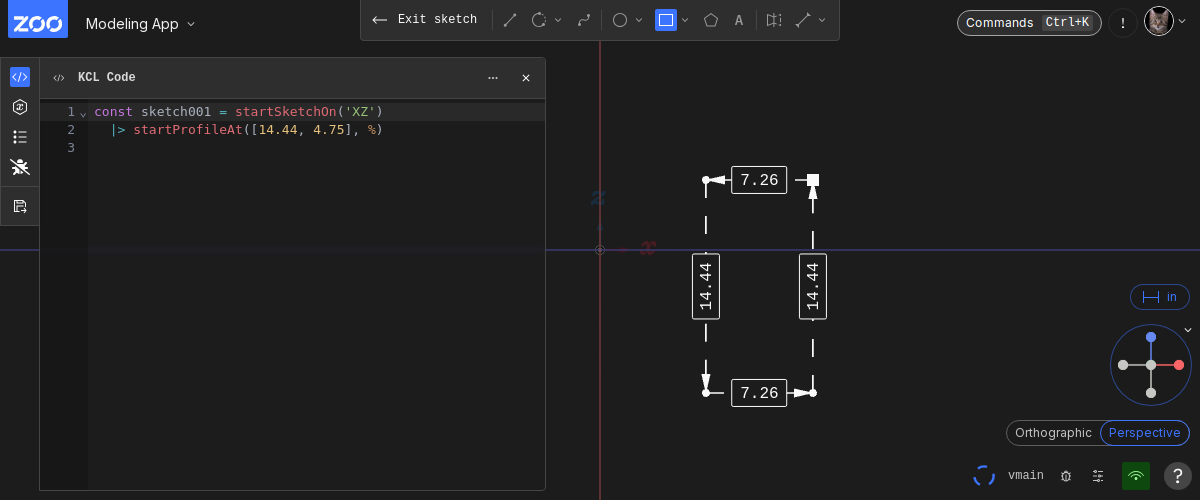 ZOO
Modeling App
Exit sketch
A
Commands Ctrl+K
!
KCL Code
...
1 const sketch001 = startSketchOn('XZ')
2 |> startProfileAt([14.44, 4.75], %)
3
7.26
z
x
14.44
14.44
7.26
in
Orthographic
Perspective
vmain
?